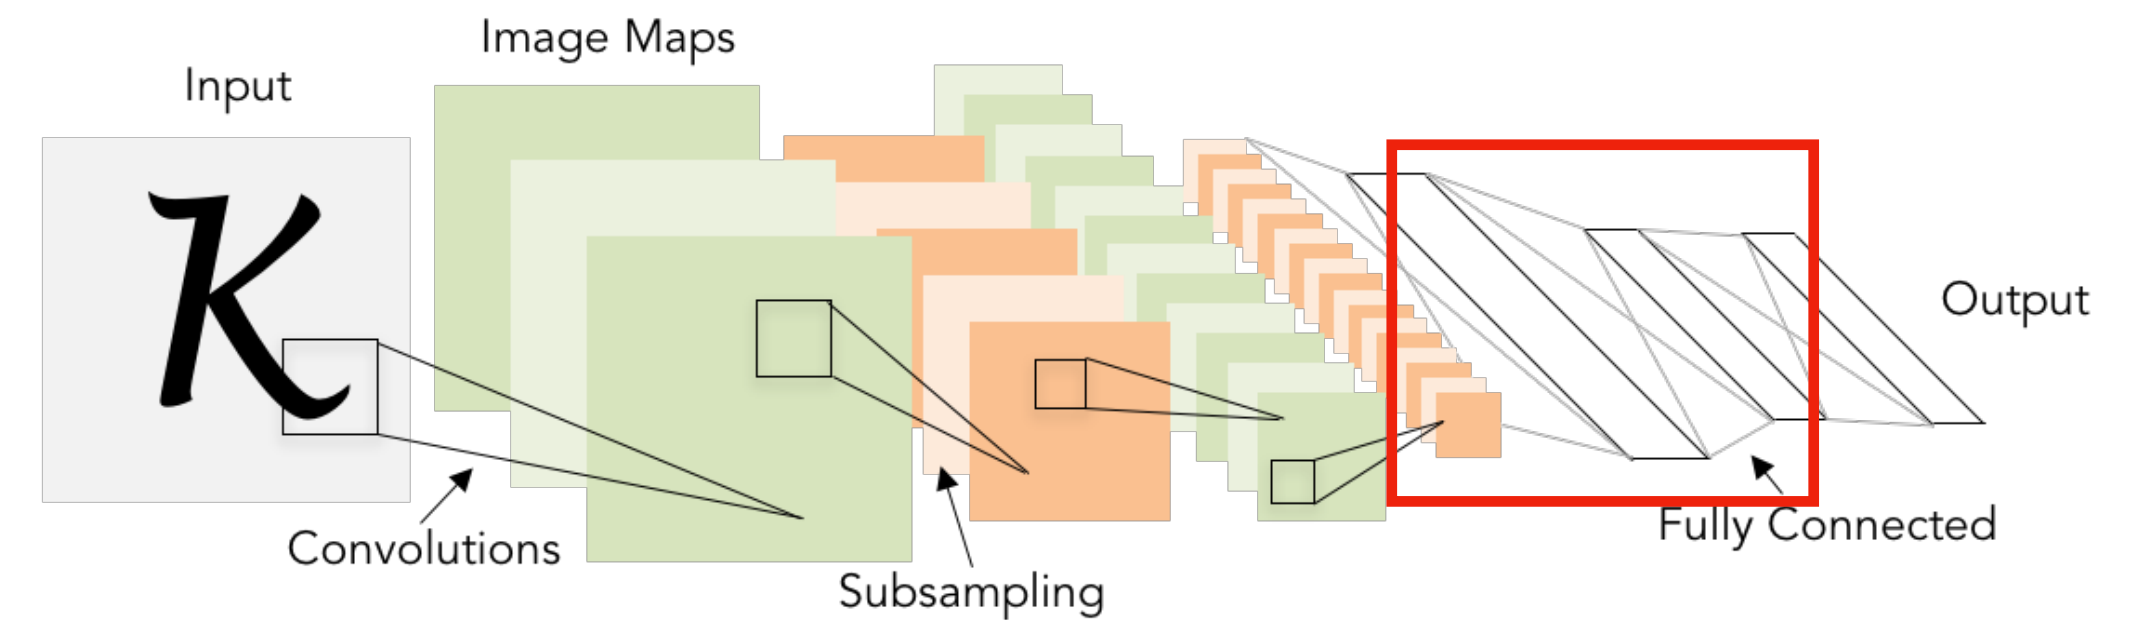 Image Maps
Input
K
Output
Convolutions
Subsampling
Fully Connected